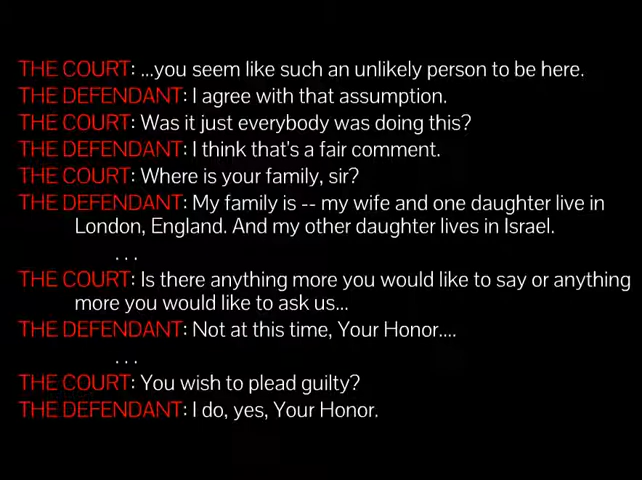 THE COURT: ...you seem like such an unlikely person to be here.
THE DEFENDANT: I agree with that assumption.
THE COURT: Was it just everybody was doing this?
THE DEFENDANT: I think that's a fair comment.
THE COURT: Where is your family, sir?
THE DEFENDANT: My family is -- my wife and one daughter live in
London, England. And my other daughter lives in Israel.
. . .
THE COURT: Is there anything more you would like to say or anything
more you would like to ask us...
THE DEFENDANT: Not at this time, Your Honor....
. . .
THE COURT: You wish to plead guilty?
THE DEFENDANT: I do, yes, Your Honor.